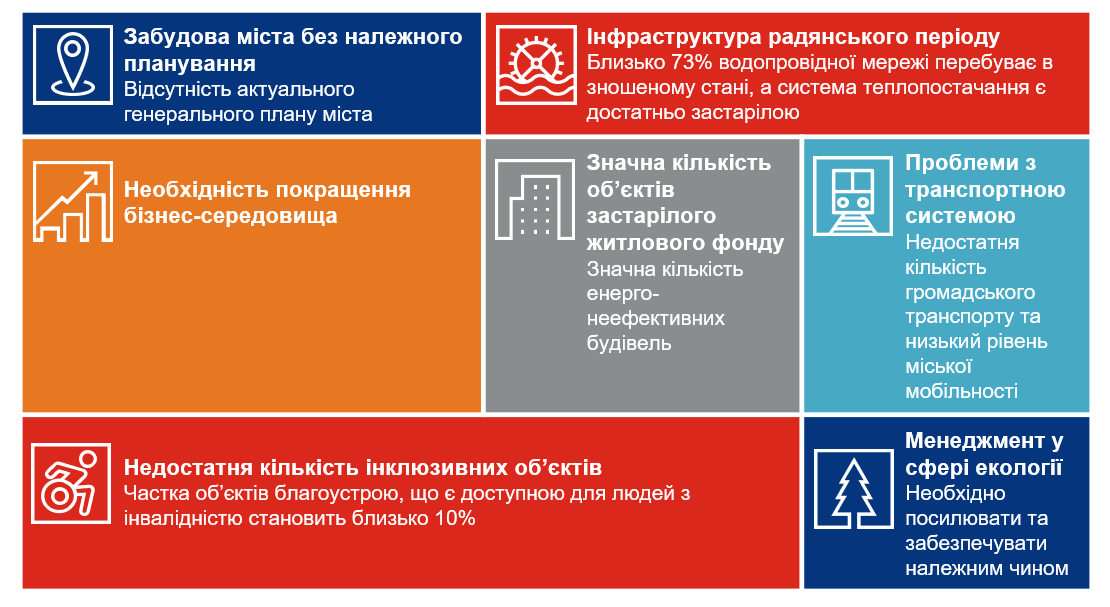 Забудова міста без належного
планування
Відсутність актуального
генерального плану міста
Інфраструктура радянського періоду
Близько 73% водопровідної мережі перебуває в
зношеному стані, а система теплопостачання є
достатньо застарілою
Необхідність покращення
бізнес-середовища
Значна кількість
об’єктів
застарілого
житлового фонду
Значна кількість
енерго-
неефективних
будівель
Проблеми з
транспортною
системою
Недостатня
кількість
громадського
транспорту та
низький рівень
міської
мобільності
Недостатня кількість інклюзивних об’єктів
Частка об’єктів благоустрою, що є доступною для людей з
інвалідністю становить близько 10%
Менеджмент у
сфері екології
Необхідно
посилювати та
забезпечувати
належним чином